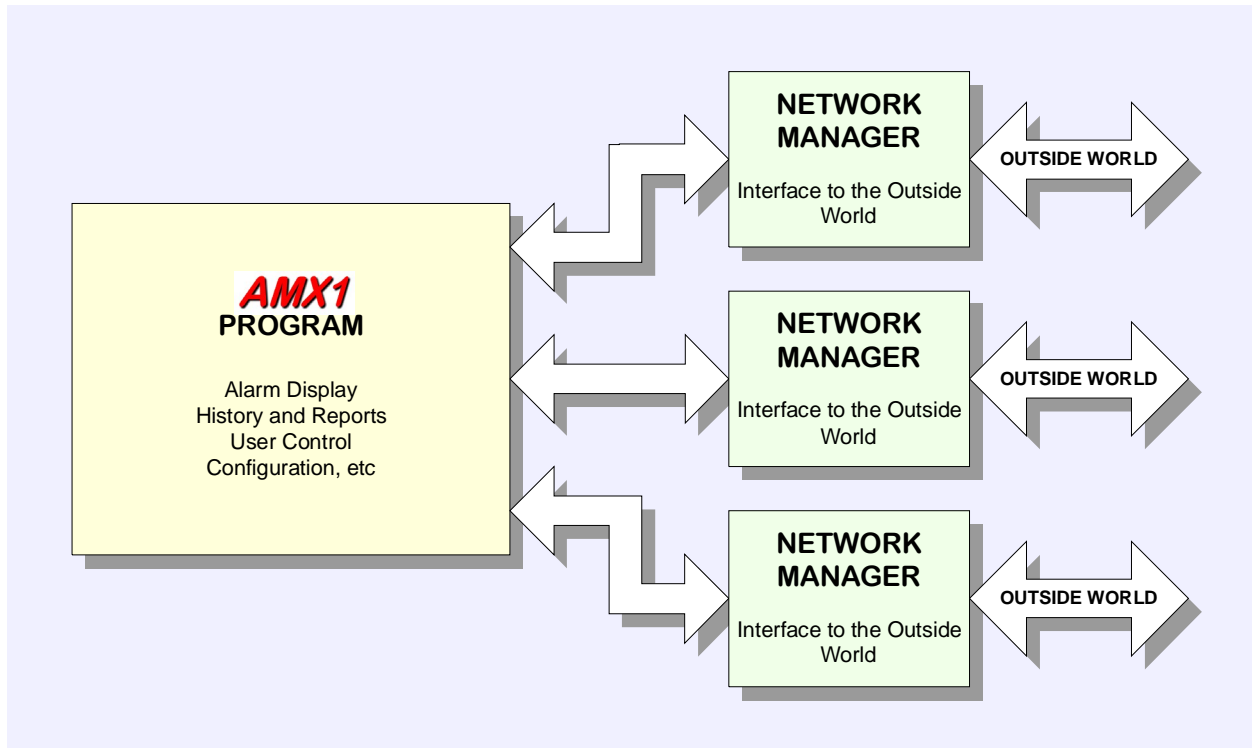 AMX1
PROGRAM
Alarm Display
History and Reports
User Control
Configuration, etc
NETWORK
MANAGER
Interface to the Outside
World
OUTSIDE WORLD
NETWORK
MANAGER
Interface to the Outside
World
OUTSIDE WORLD
NETWORK
MANAGER
Interface to the Outside
World
OUTSIDE WORLD